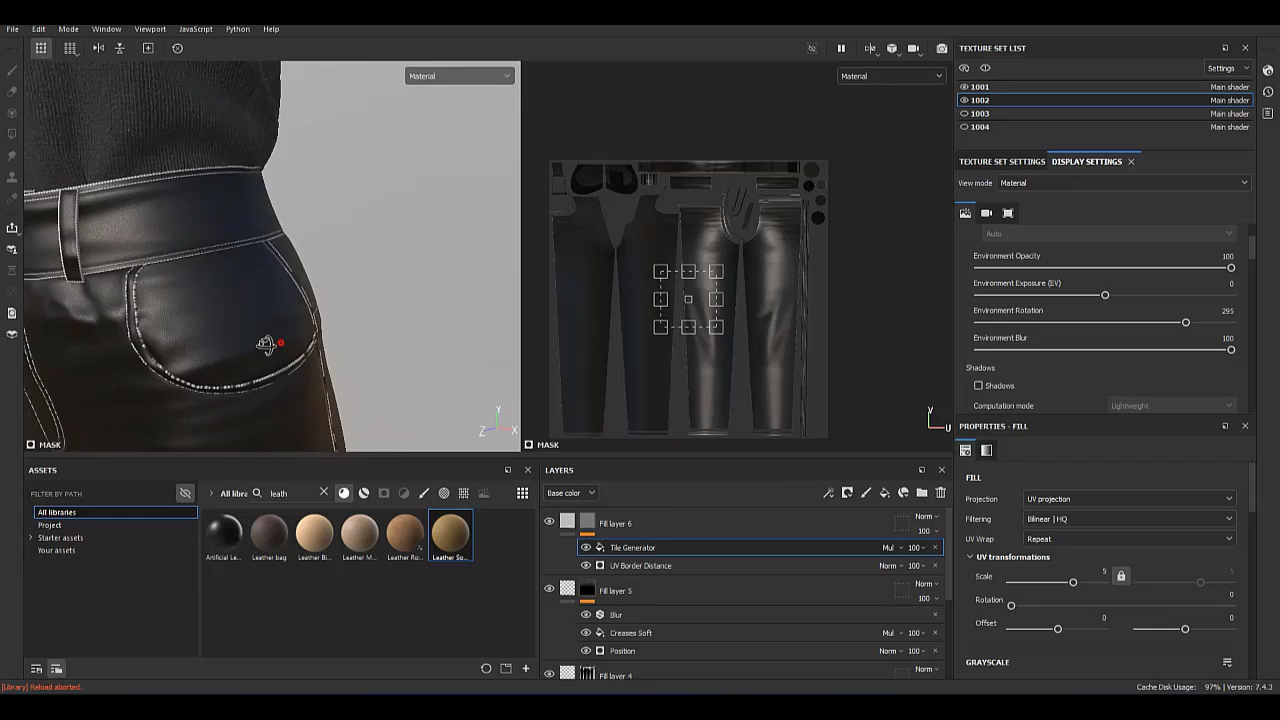 File Edit Mode Window Viewport JavaScript Python Help
Material
Material
MASK
Z Y X
MASK
V U
TEXTURE SET LIST
Settings
1001 Main shader
1002 Main shader
1003 Main shader
1004 Main shader
TEXTURE SET SETTINGS DISPLAY SETTINGS
View mode Material
Auto
Environment Opacity 100
Environment Exposure (EV) 0
Environment Rotation 295
Environment Blur 100
Shadows
Shadows
Computation mode Lightweight
PROPERTIES - FILL
FILL
Projection UV projection
Filtering Bilinear | HQ
UV Wrap Repeat
UV transformations
Scale 5 5
Rotation 0
Offset 0 0
GRAYSCALE
ASSETS
FILTER BY PATH
All libraries
Project
Starter assets
Your assets
All libra leath
Artificial Le...
Leather bag
Leather Bi...
Leather M...
Leather Ro...
Leather So...
LAYERS
Base color
Fill layer 6 Norm 100
Tile Generator Mul 100
UV Border Distance Norm 100
Fill layer 5 Norm 100
Blur
Creases Soft Mul 100
Position Norm 100
Fill layer 4 Norm
[Library] Reload aborted.
Cache Disk Usage: 97% | Version: 7.4.3